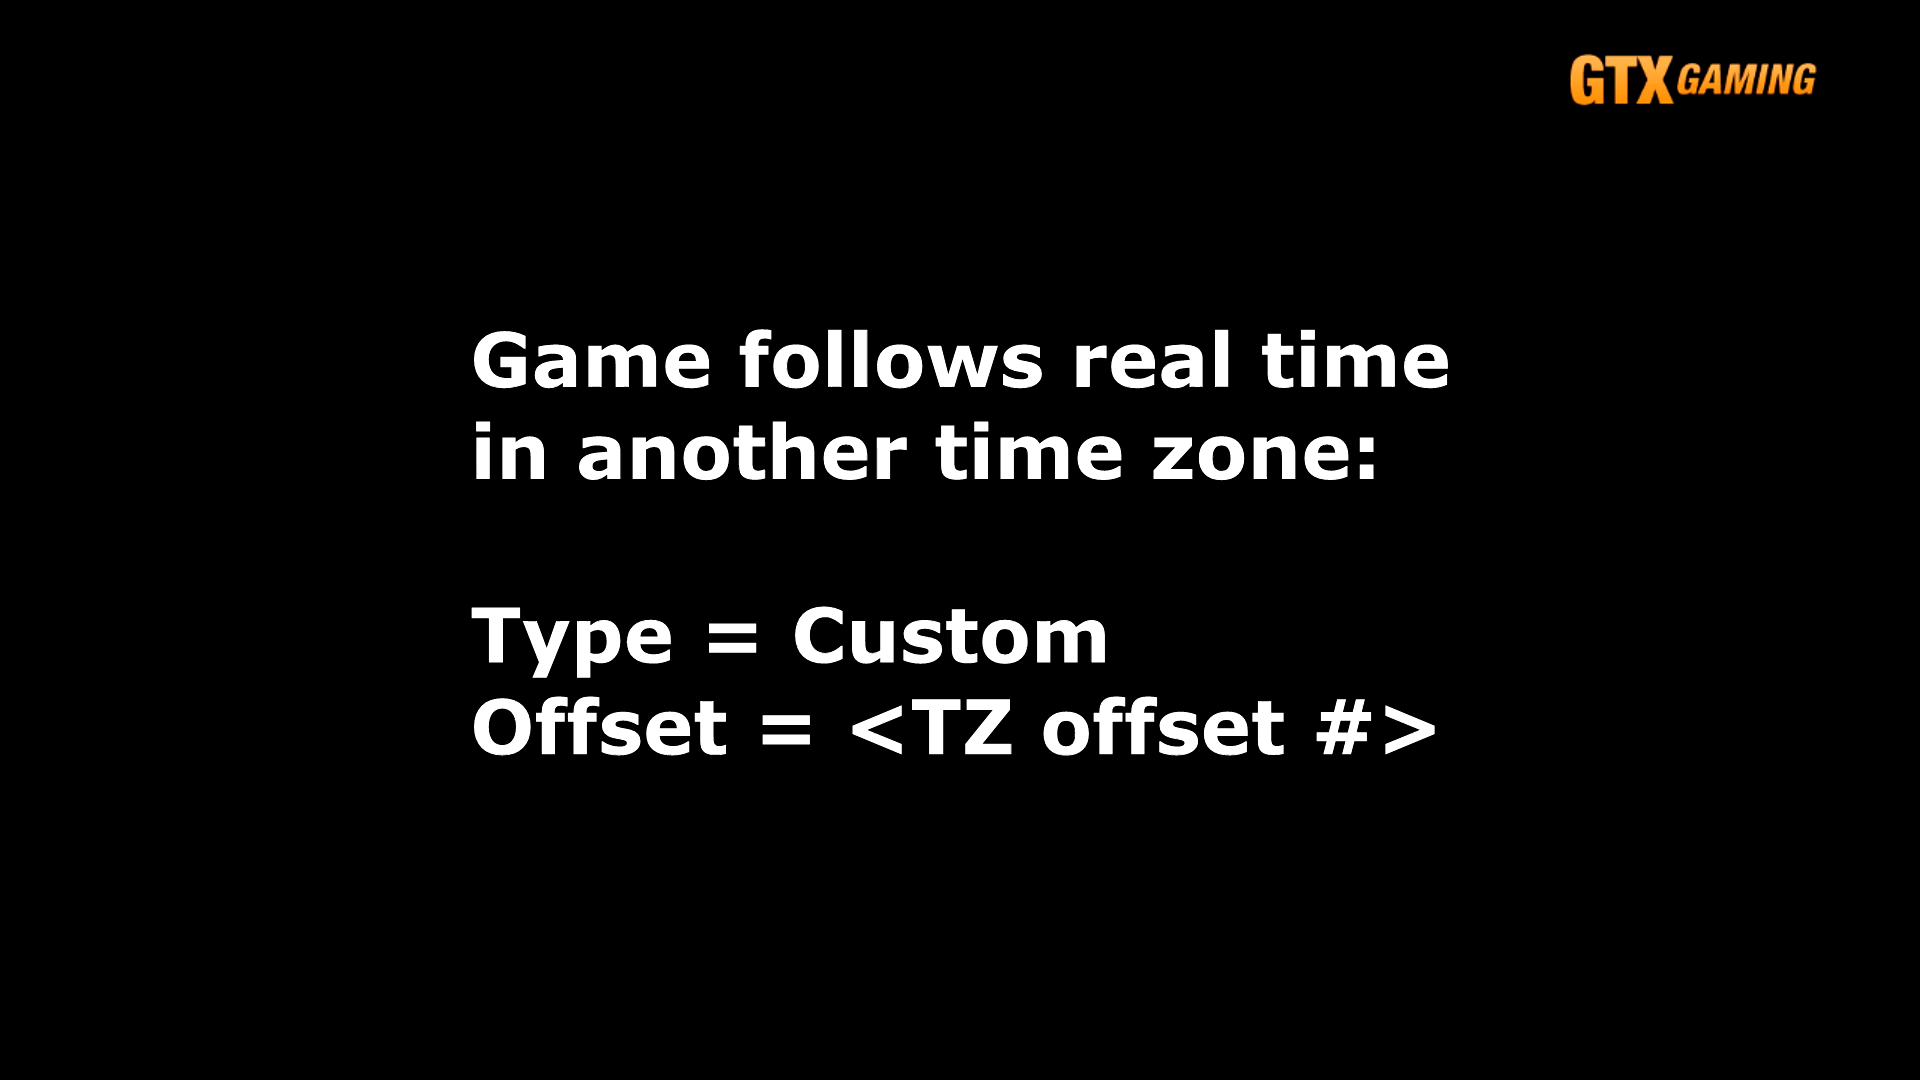 GTX GAMING
Game follows real time
in another time zone:
Type = Custom
Offset = <TZ offset #>